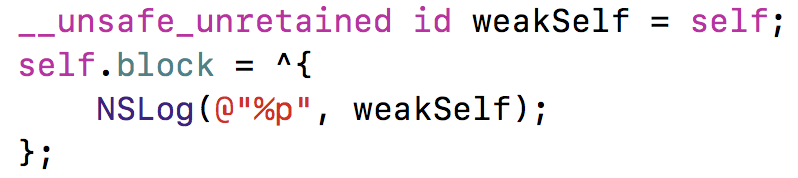 __unsafe_unretained id weakSelf = self;
self.block = ^{
    NSLog(@"%p", weakSelf);
};